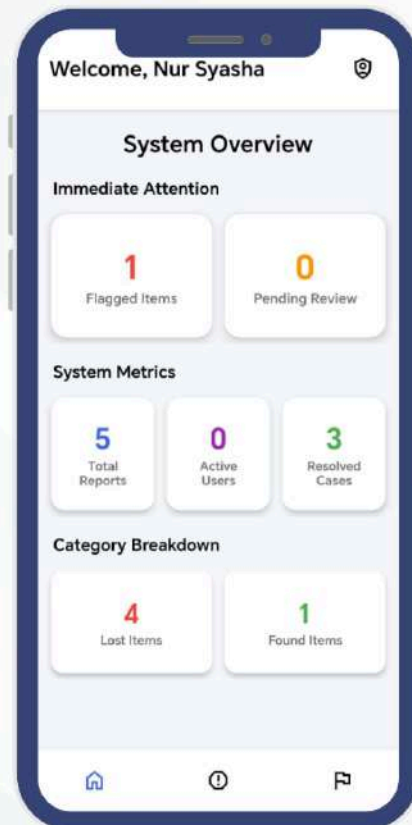 Welcome, Nur Syasha
System Overview
Immediate Attention
1
Flagged Items
0
Pending Review
System Metrics
5
Total
Reports
0
Active
Users
3
Resolved
Cases
Category Breakdown
4
Lost Items
1
Found Items